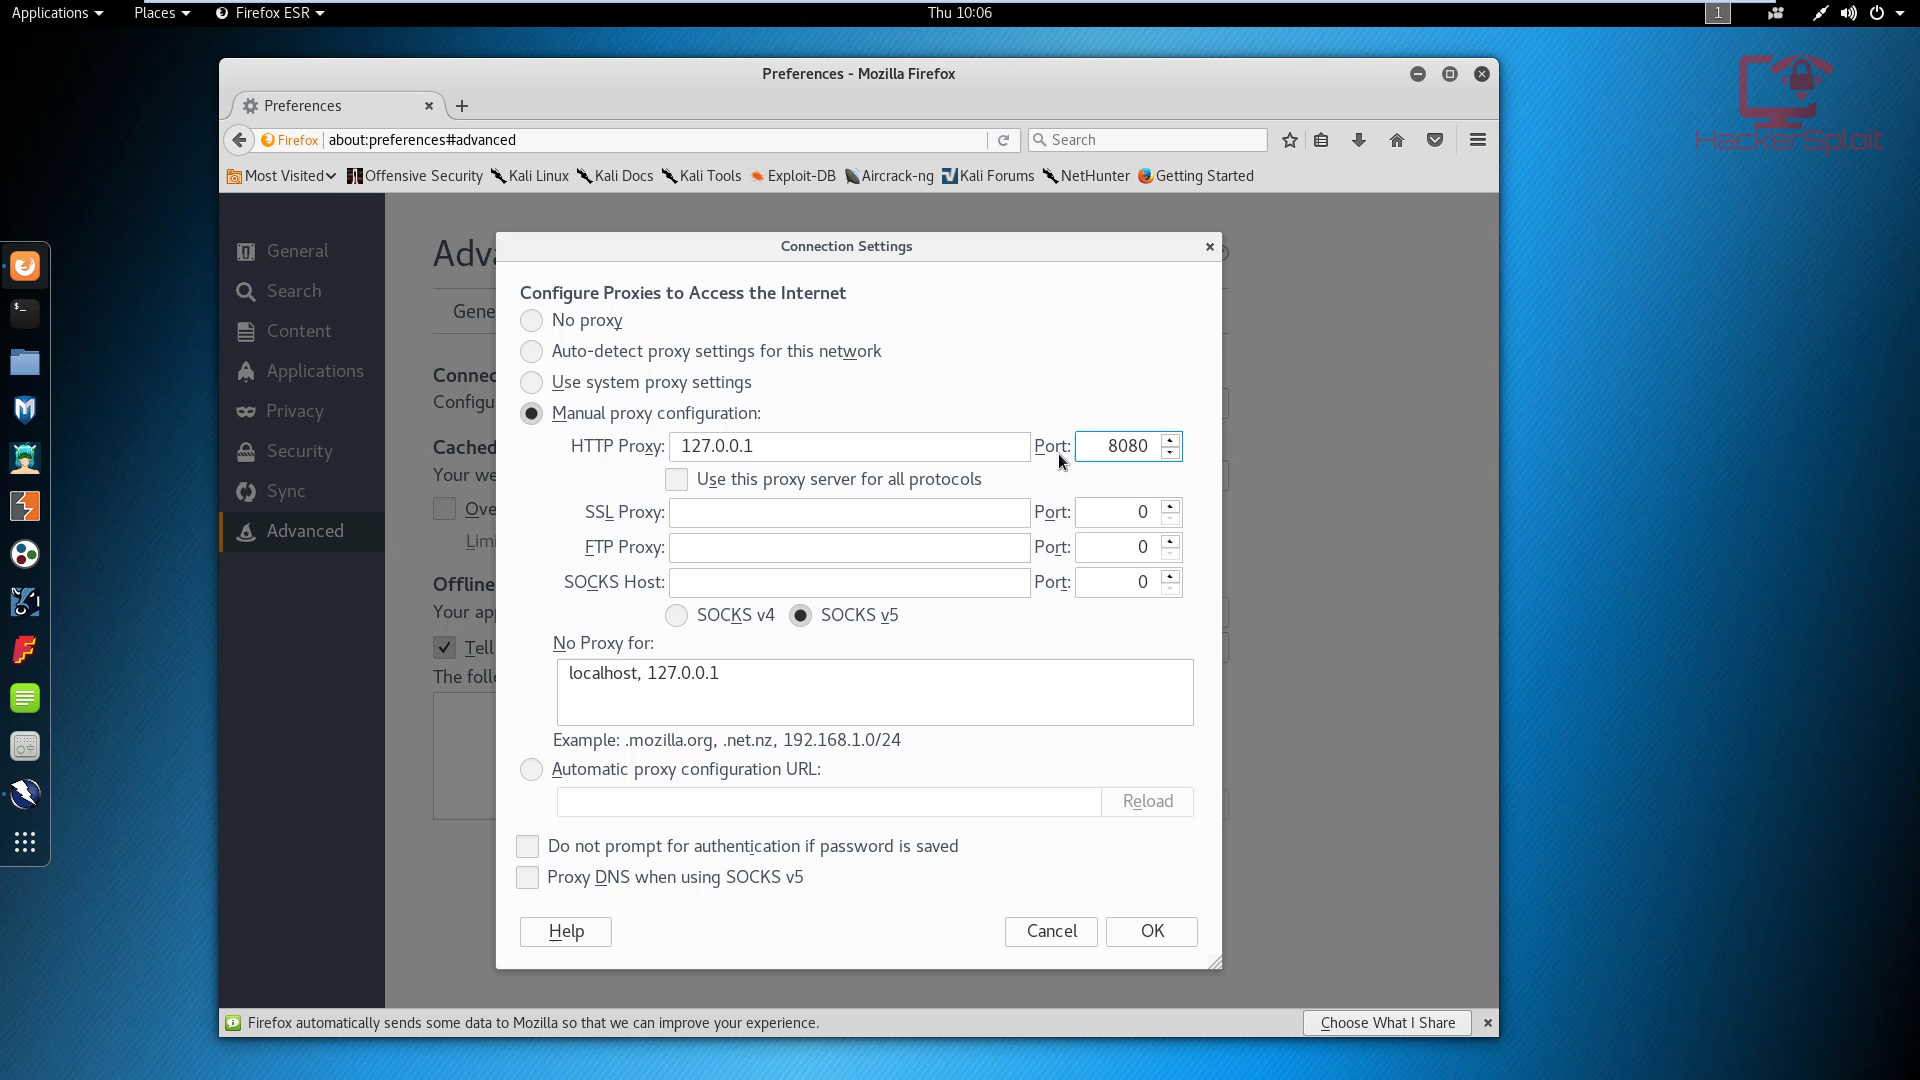 Applications Places Firefox ESR Thu 10:06 1
Preferences - Mozilla Firefox
Preferences
Firefox about:preferences#advanced Search
HackerSploit
Most Visited Offensive Security Kali Linux Kali Docs Kali Tools Exploit-DB Aircrack-ng Kali Forums NetHunter Getting Started
General
Search
Content
Applications
Privacy
Security
Sync
Advanced
Adv
Gene
Connec
Configu
Cached
Your we
Ove
Limi
Offline
Your ap
Tell
The follo
Connection Settings
Configure Proxies to Access the Internet
No proxy
Auto-detect proxy settings for this network
Use system proxy settings
Manual proxy configuration:
HTTP Proxy: 127.0.0.1 Port: 8080
Use this proxy server for all protocols
SSL Proxy: Port: 0
FTP Proxy: Port: 0
SOCKS Host: Port: 0
SOCKS v4 SOCKS v5
No Proxy for:
localhost, 127.0.0.1
Example: .mozilla.org, .net.nz, 192.168.1.0/24
Automatic proxy configuration URL:
Reload
Do not prompt for authentication if password is saved
Proxy DNS when using SOCKS v5
Help Cancel OK
Firefox automatically sends some data to Mozilla so that we can improve your experience. Choose What I Share